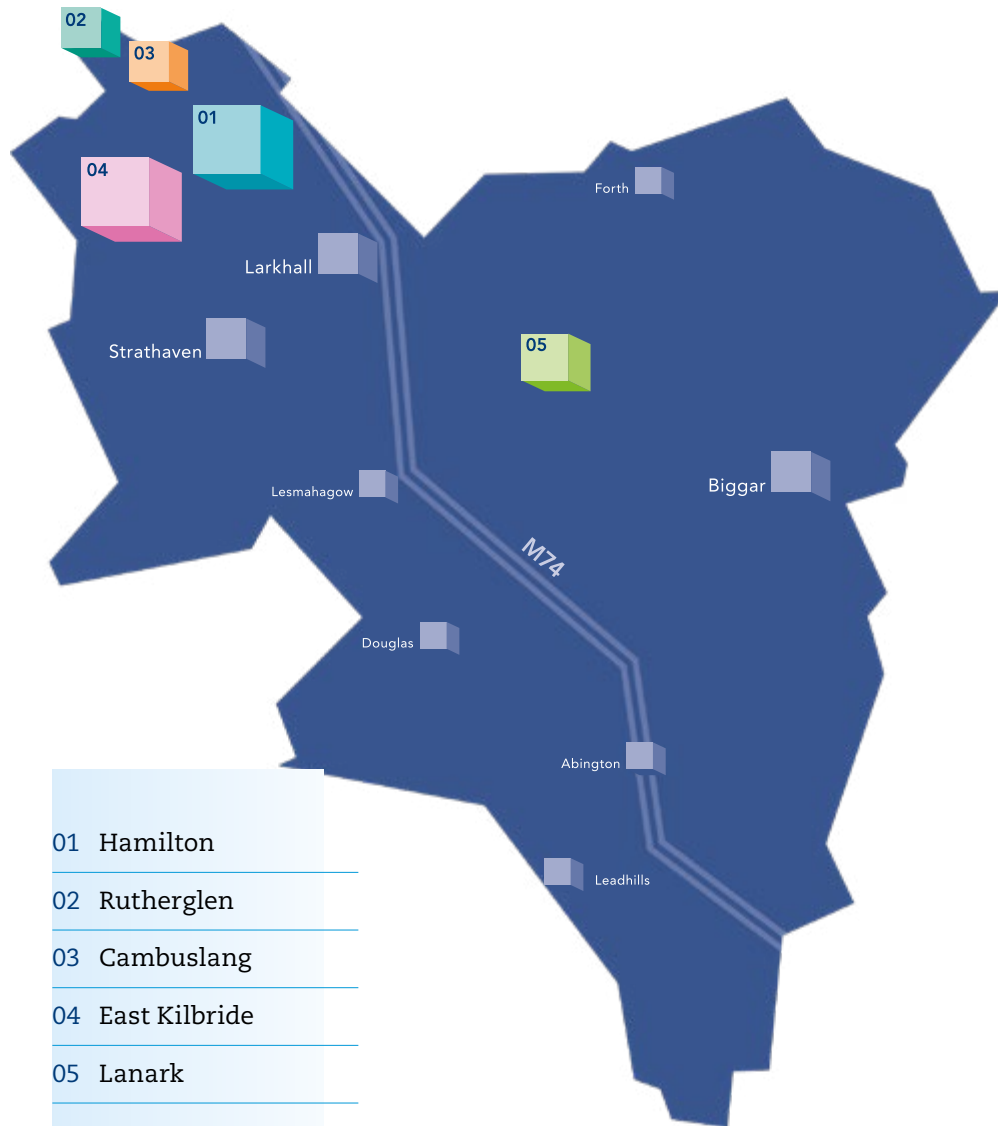 02
03
01
04
Forth
Larkhall
05
Strathaven
Lesmahagow
Biggar
M74
Douglas
Abington
Leadhills
01 Hamilton
02 Rutherglen
03 Cambuslang
04 East Kilbride
05 Lanark